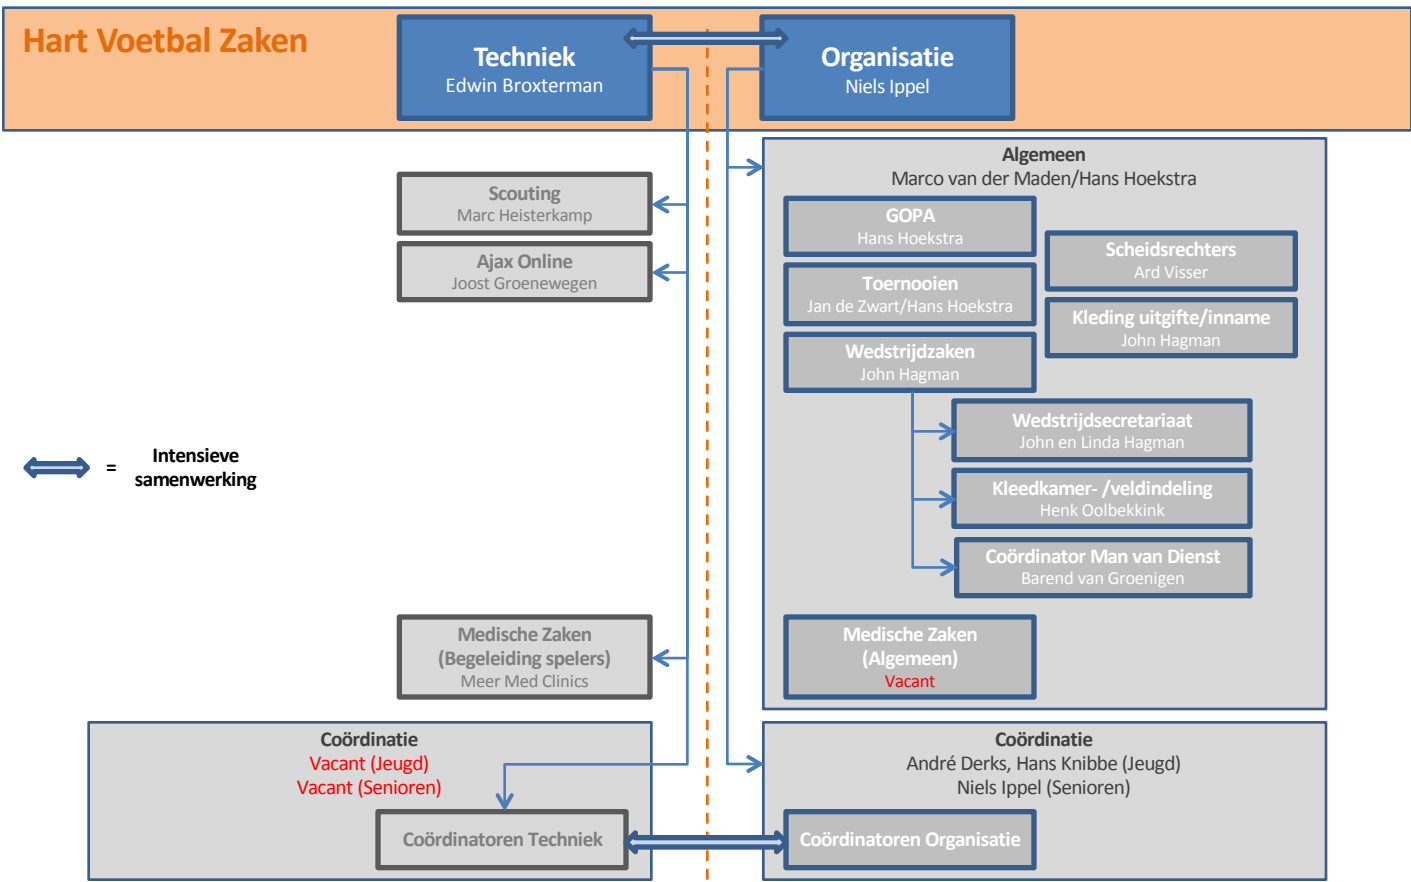 Hart Voetbal Zaken
Techniek
Edwin Broxterman
Organisatie
Niels Ippel
Scouting
Marc Heisterkamp
Ajax Online
Joost Groenewegen
Intensieve
=
samenwerking
Medische Zaken
(Begeleiding spelers)
Meer Med Clinics
Coördinatie
Vacant (Jeugd)
Vacant (Senioren)
Coördinatoren Techniek
Algemeen
Marco van der Maden/Hans Hoekstra
GOPA
Hans Hoekstra
Scheidsrechters
Ard Visser
Toernooien
Jan de Zwart/Hans Hoekstra
Kleding uitgifte/inname
John Hagman
Wedstrijdzaken
John Hagman
Wedstrijdsecretariaat
John en Linda Hagman
Kleedkamer- /veldindeling
Henk Oolbekkink
Coördinator Man van Dienst
Barend van Groenigen
Medische Zaken
(Algemeen)
Vacant
Coördinatie
André Derks, Hans Knibbe (Jeugd)
Niels Ippel (Senioren)
Coördinatoren Organisatie